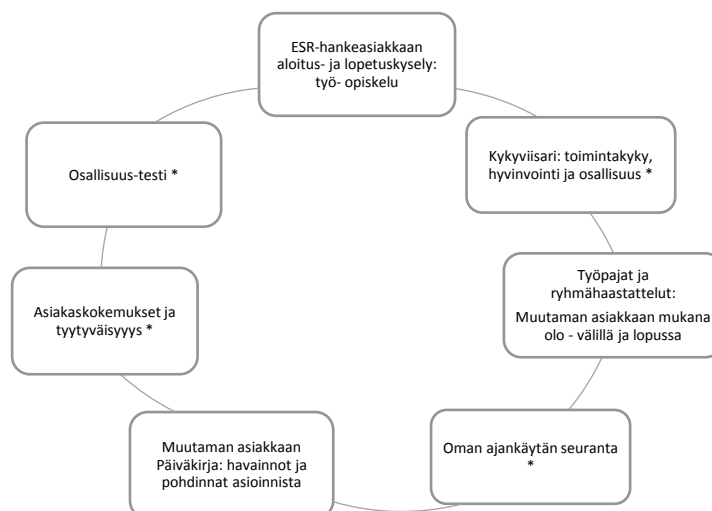 ESR-hankeasiakkaan
aloitus- ja lopetuskysely:
työ- opiskelu
Kykyviisari: toimintakyky,
hyvinvointi ja osallisuus *
Työpajat ja
ryhmähaastattelut:
Muutaman asiakkaan mukana
olo - välillä ja lopussa
Oman ajankäytän seuranta
*
Muutaman asiakkaan
Päiväkirja: havainnot ja
pohdinnat asioinnista
Asiakaskokemukset ja
tyytyväisyys *
Osallisuus-testi *